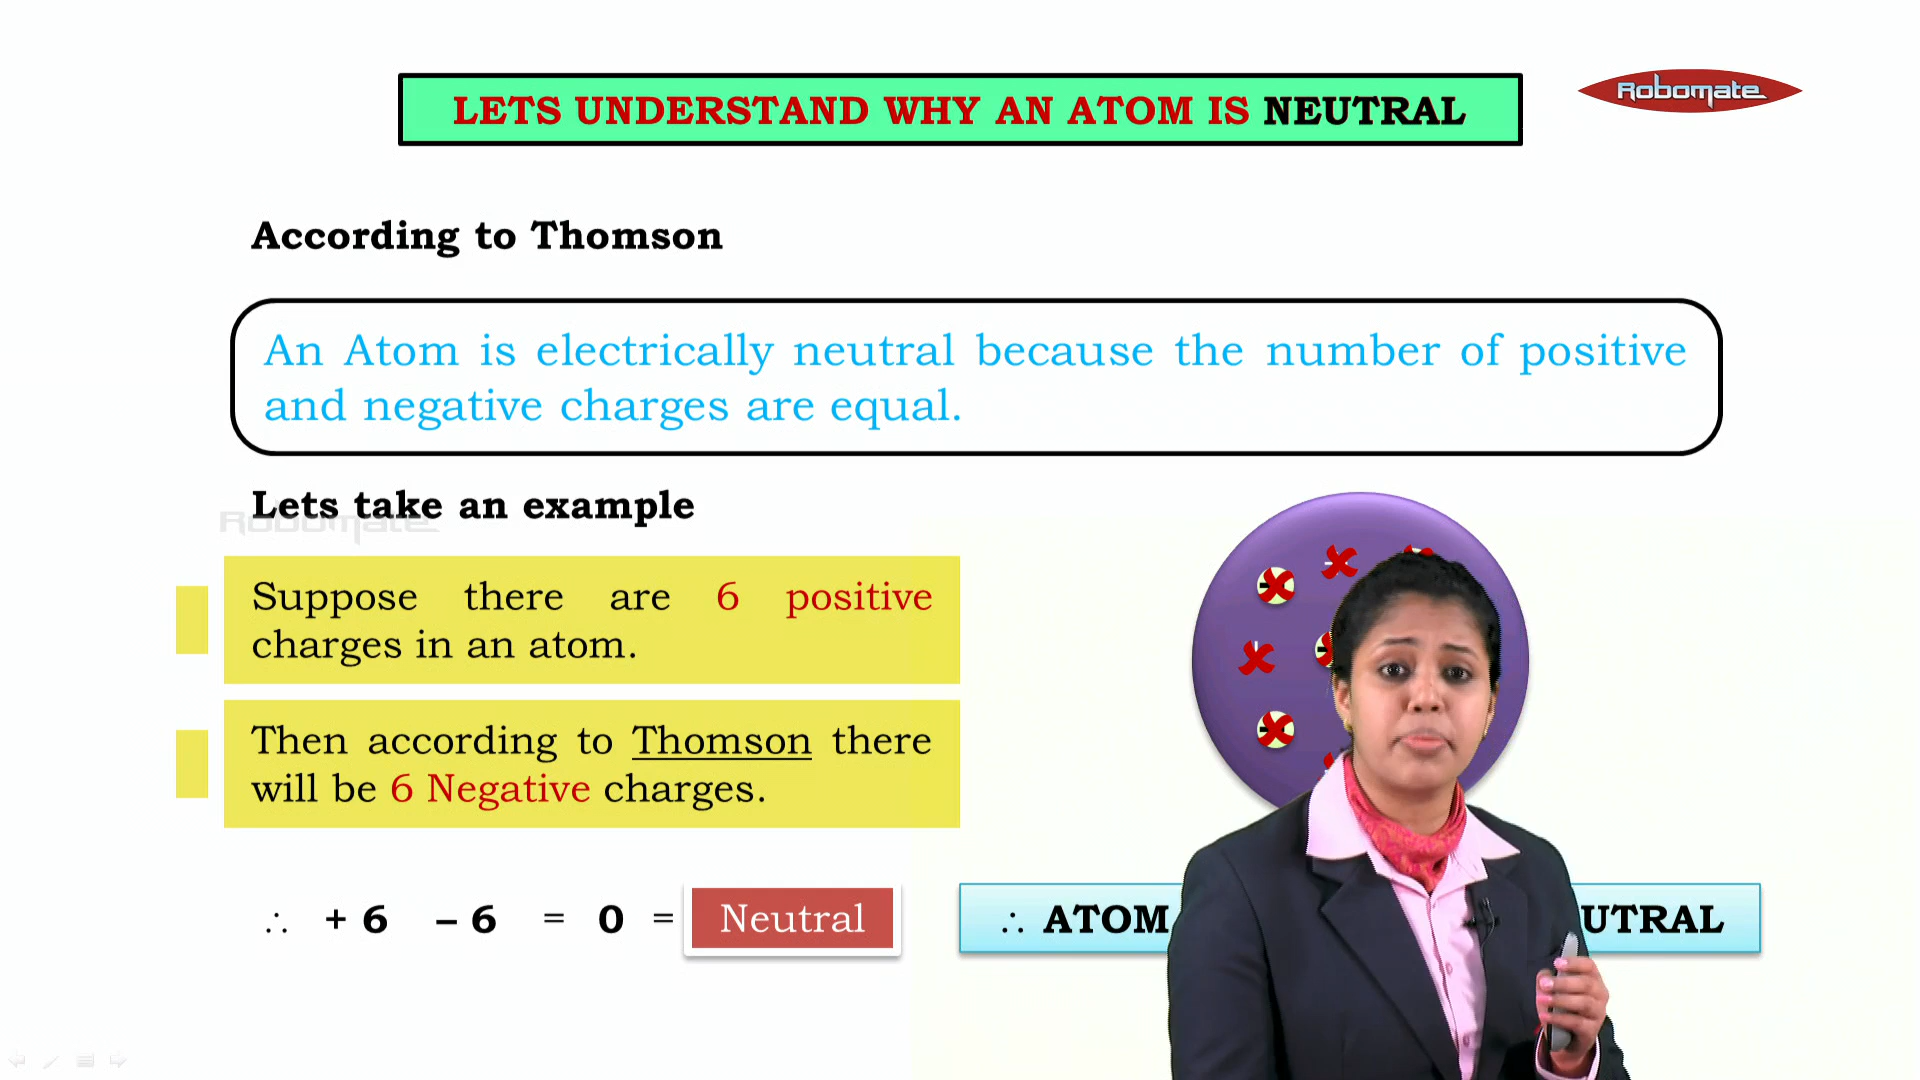 LETS UNDERSTAND WHY AN ATOM IS NEUTRAL
Robomate
According to Thomson
An Atom is electrically neutral because the number of positive
and negative charges are equal.
Lets take an example
Robomate
Suppose there are 6 positive
charges in an atom.
Then according to Thomson there
will be 6 Negative charges.
∴ + 6 – 6 = 0 = Neutral
∴ ATOM UTRAL